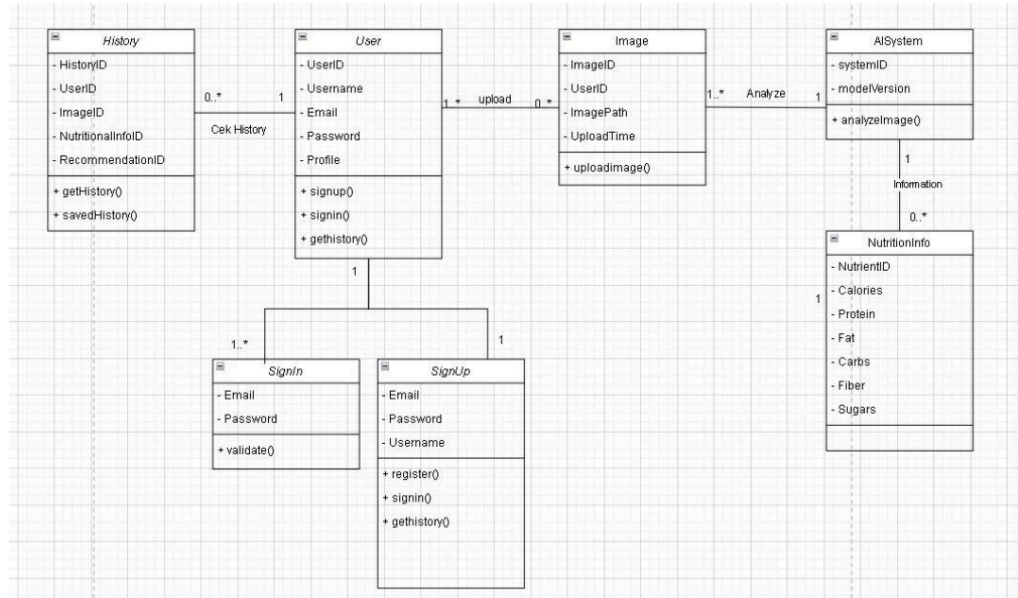 History
- HistoryID
- UserID
- ImageID
- NutritionalInfoID
- RecommendationID
+ getHistory()
+ savedHistory()
0..*
1
Cek History
User
- UserID
- Username
- Email
- Password
- Profile
+ signup()
+ signin()
+ gethistory()
1..*
upload
0..*
Image
- ImageID
- UserID
- ImagePath
- UploadTime
+ uploadimage()
1..*
Analyze
1
AISystem
- systemID
- modelVersion
+ analyzeImage()
1
Information
0..*
NutritionInfo
- NutrientID
- Calories
- Protein
- Fat
- Carbs
- Fiber
- Sugars
1
1
1..*
1
SignIn
- Email
- Password
+ validate()
SignUp
- Email
- Password
- Username
+ register()
+ signin()
+ gethistory()